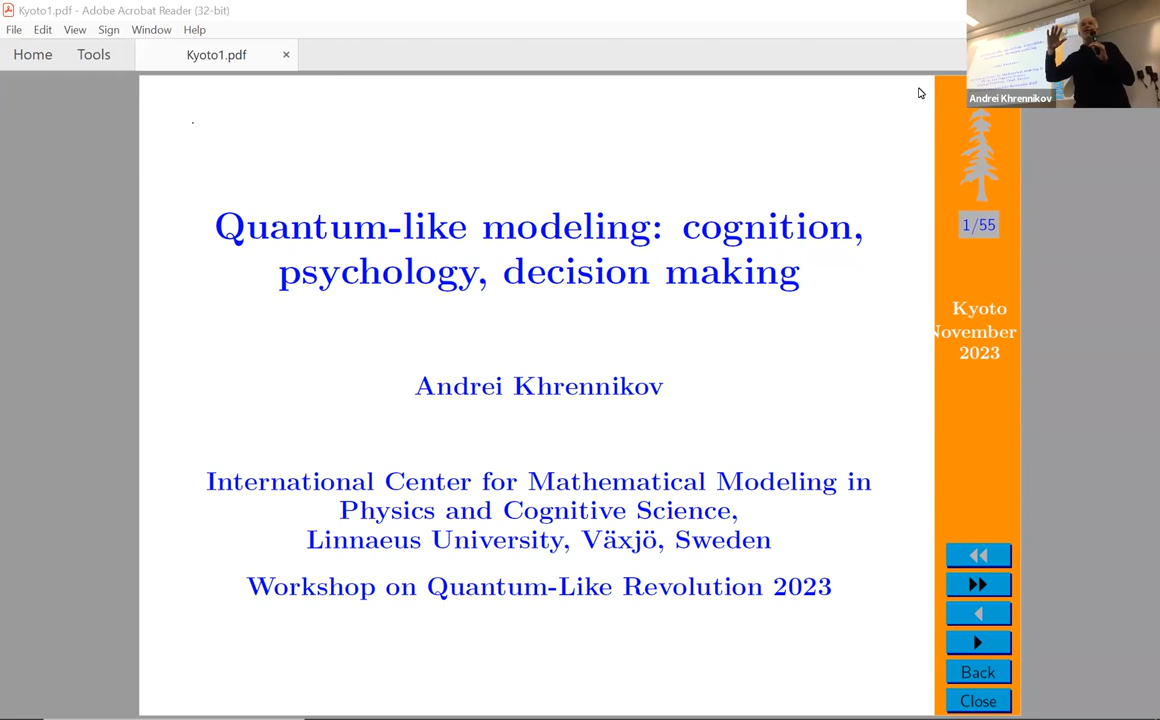 Kyoto1.pdf - Adobe Acrobat Reader (32-bit)
File Edit View Sign Window Help
Home Tools Kyoto1.pdf ×
Andrei Khrennikov
Quantum-like modeling: cognition,
psychology, decision making
Andrei Khrennikov
International Center for Mathematical Modeling in
Physics and Cognitive Science,
Linnaeus University, Växjö, Sweden
Workshop on Quantum-Like Revolution 2023
1/55
Kyoto
November
2023
Back
Close